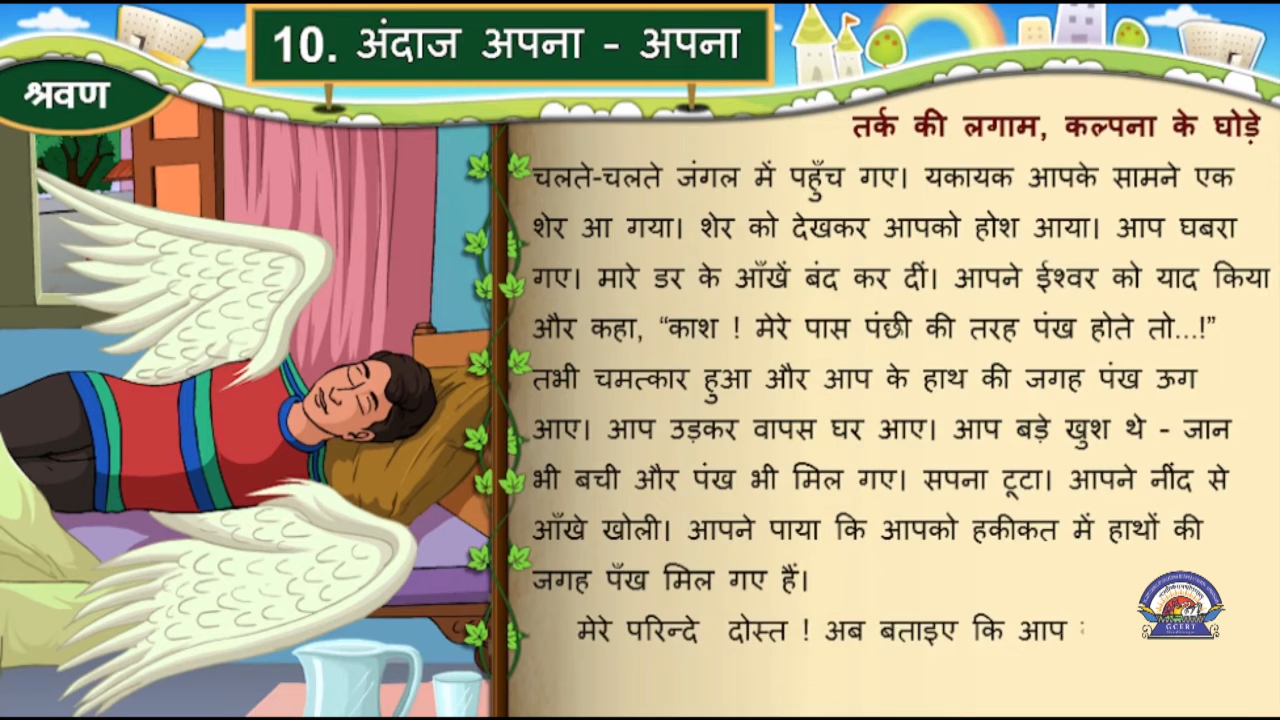 10. अंदाज अपना - अपना
श्रवण
तर्क की लगाम, कल्पना के घोड़े
चलते-चलते जंगल में पहुँच गए। यकायक आपके सामने एक
शेर आ गया। शेर को देखकर आपको होश आया। आप घबरा
गए। मारे डर के आँखें बंद कर दीं। आपने ईश्वर को याद किया
और कहा, “काश ! मेरे पास पंछी की तरह पंख होते तो...!”
तभी चमत्कार हुआ और आप के हाथ की जगह पंख ऊग
आए। आप उड़कर वापस घर आए। आप बड़े खुश थे - जान
भी बची और पंख भी मिल गए। सपना टूटा। आपने नींद से
आँखे खोली। आपने पाया कि आपको हकीकत में हाथों की
जगह पँख मिल गए हैं।
मेरे परिन्दे दोस्त ! अब बताइए कि आप
GCERT